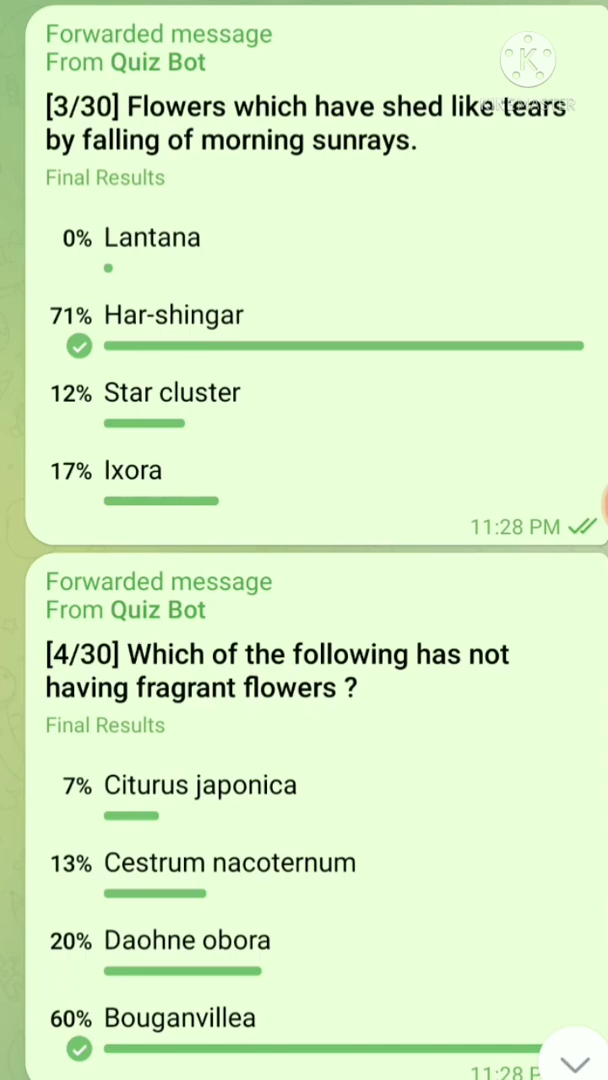 Forwarded message
From Quiz Bot
[3/30] Flowers which have shed like tears
by falling of morning sunrays.
Final Results
0% Lantana
71% Har-shingar
12% Star cluster
17% Ixora
11:28 PM
Forwarded message
From Quiz Bot
[4/30] Which of the following has not
having fragrant flowers ?
Final Results
7% Citurus japonica
13% Cestrum nacoternum
20% Daohne obora
60% Bouganvillea
11:28 P
K
KINEMASTER